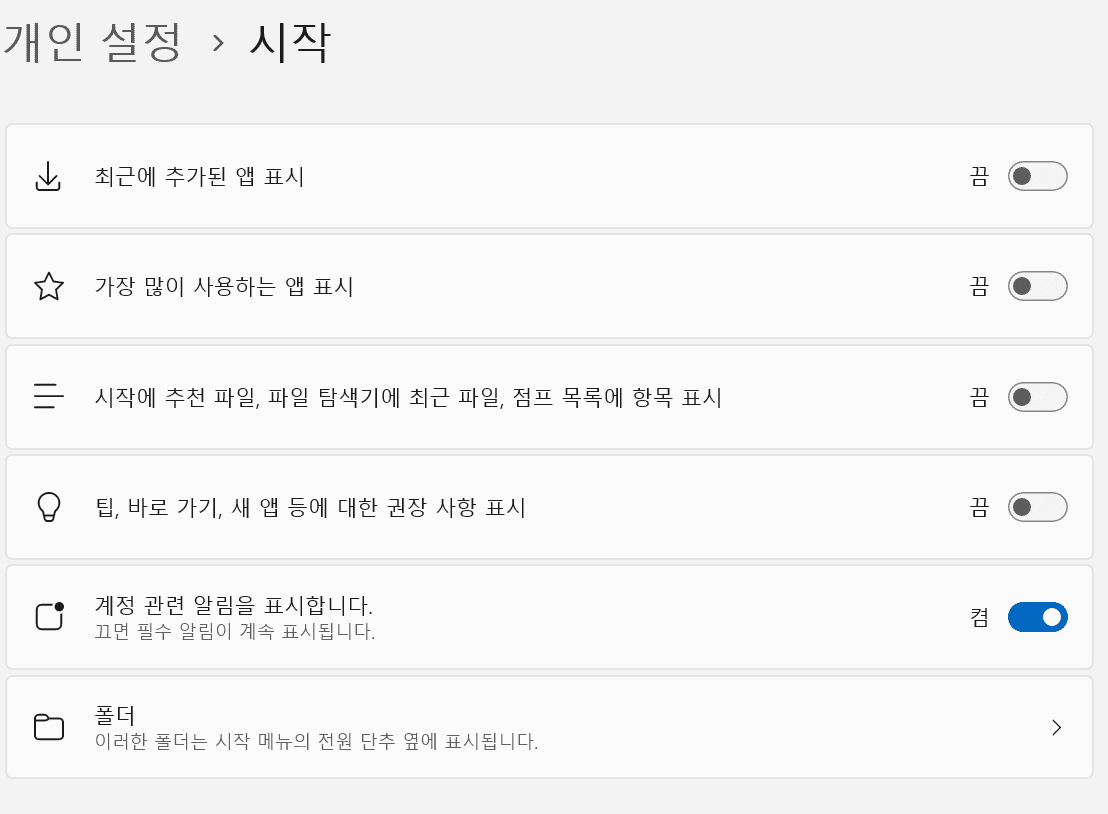 개인 설정 › 시작
최근에 추가된 앱 표시 끔
가장 많이 사용하는 앱 표시 끔
시작에 추천 파일, 파일 탐색기에 최근 파일, 점프 목록에 항목 표시 끔
팁, 바로 가기, 새 앱 등에 대한 권장 사항 표시 끔
계정 관련 알림을 표시합니다. 켬
끄면 필수 알림이 계속 표시됩니다.
폴더
이러한 폴더는 시작 메뉴의 전원 단추 옆에 표시됩니다.